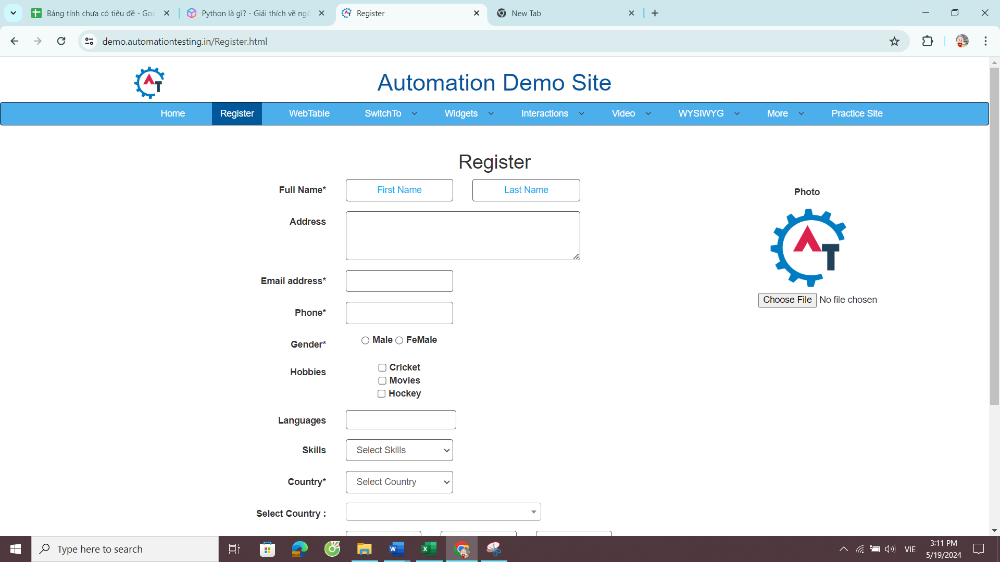 Bảng tính chưa có tiêu đề - Goo
Python là gì? - Giải thích về ngô
Register
New Tab
demo.automationtesting.in/Register.html
AT
Automation Demo Site
Home
Register
WebTable
SwitchTo
Widgets
Interactions
Video
WYSIWYG
More
Practice Site
Register
Full Name*
First Name
Last Name
Photo
Address
AT
Email address*
Choose File No file chosen
Phone*
Gender*
Male
FeMale
Hobbies
Cricket
Movies
Hockey
Languages
Skills
Select Skills
Country*
Select Country
Select Country :
Type here to search
VIE
3:11 PM
5/19/2024